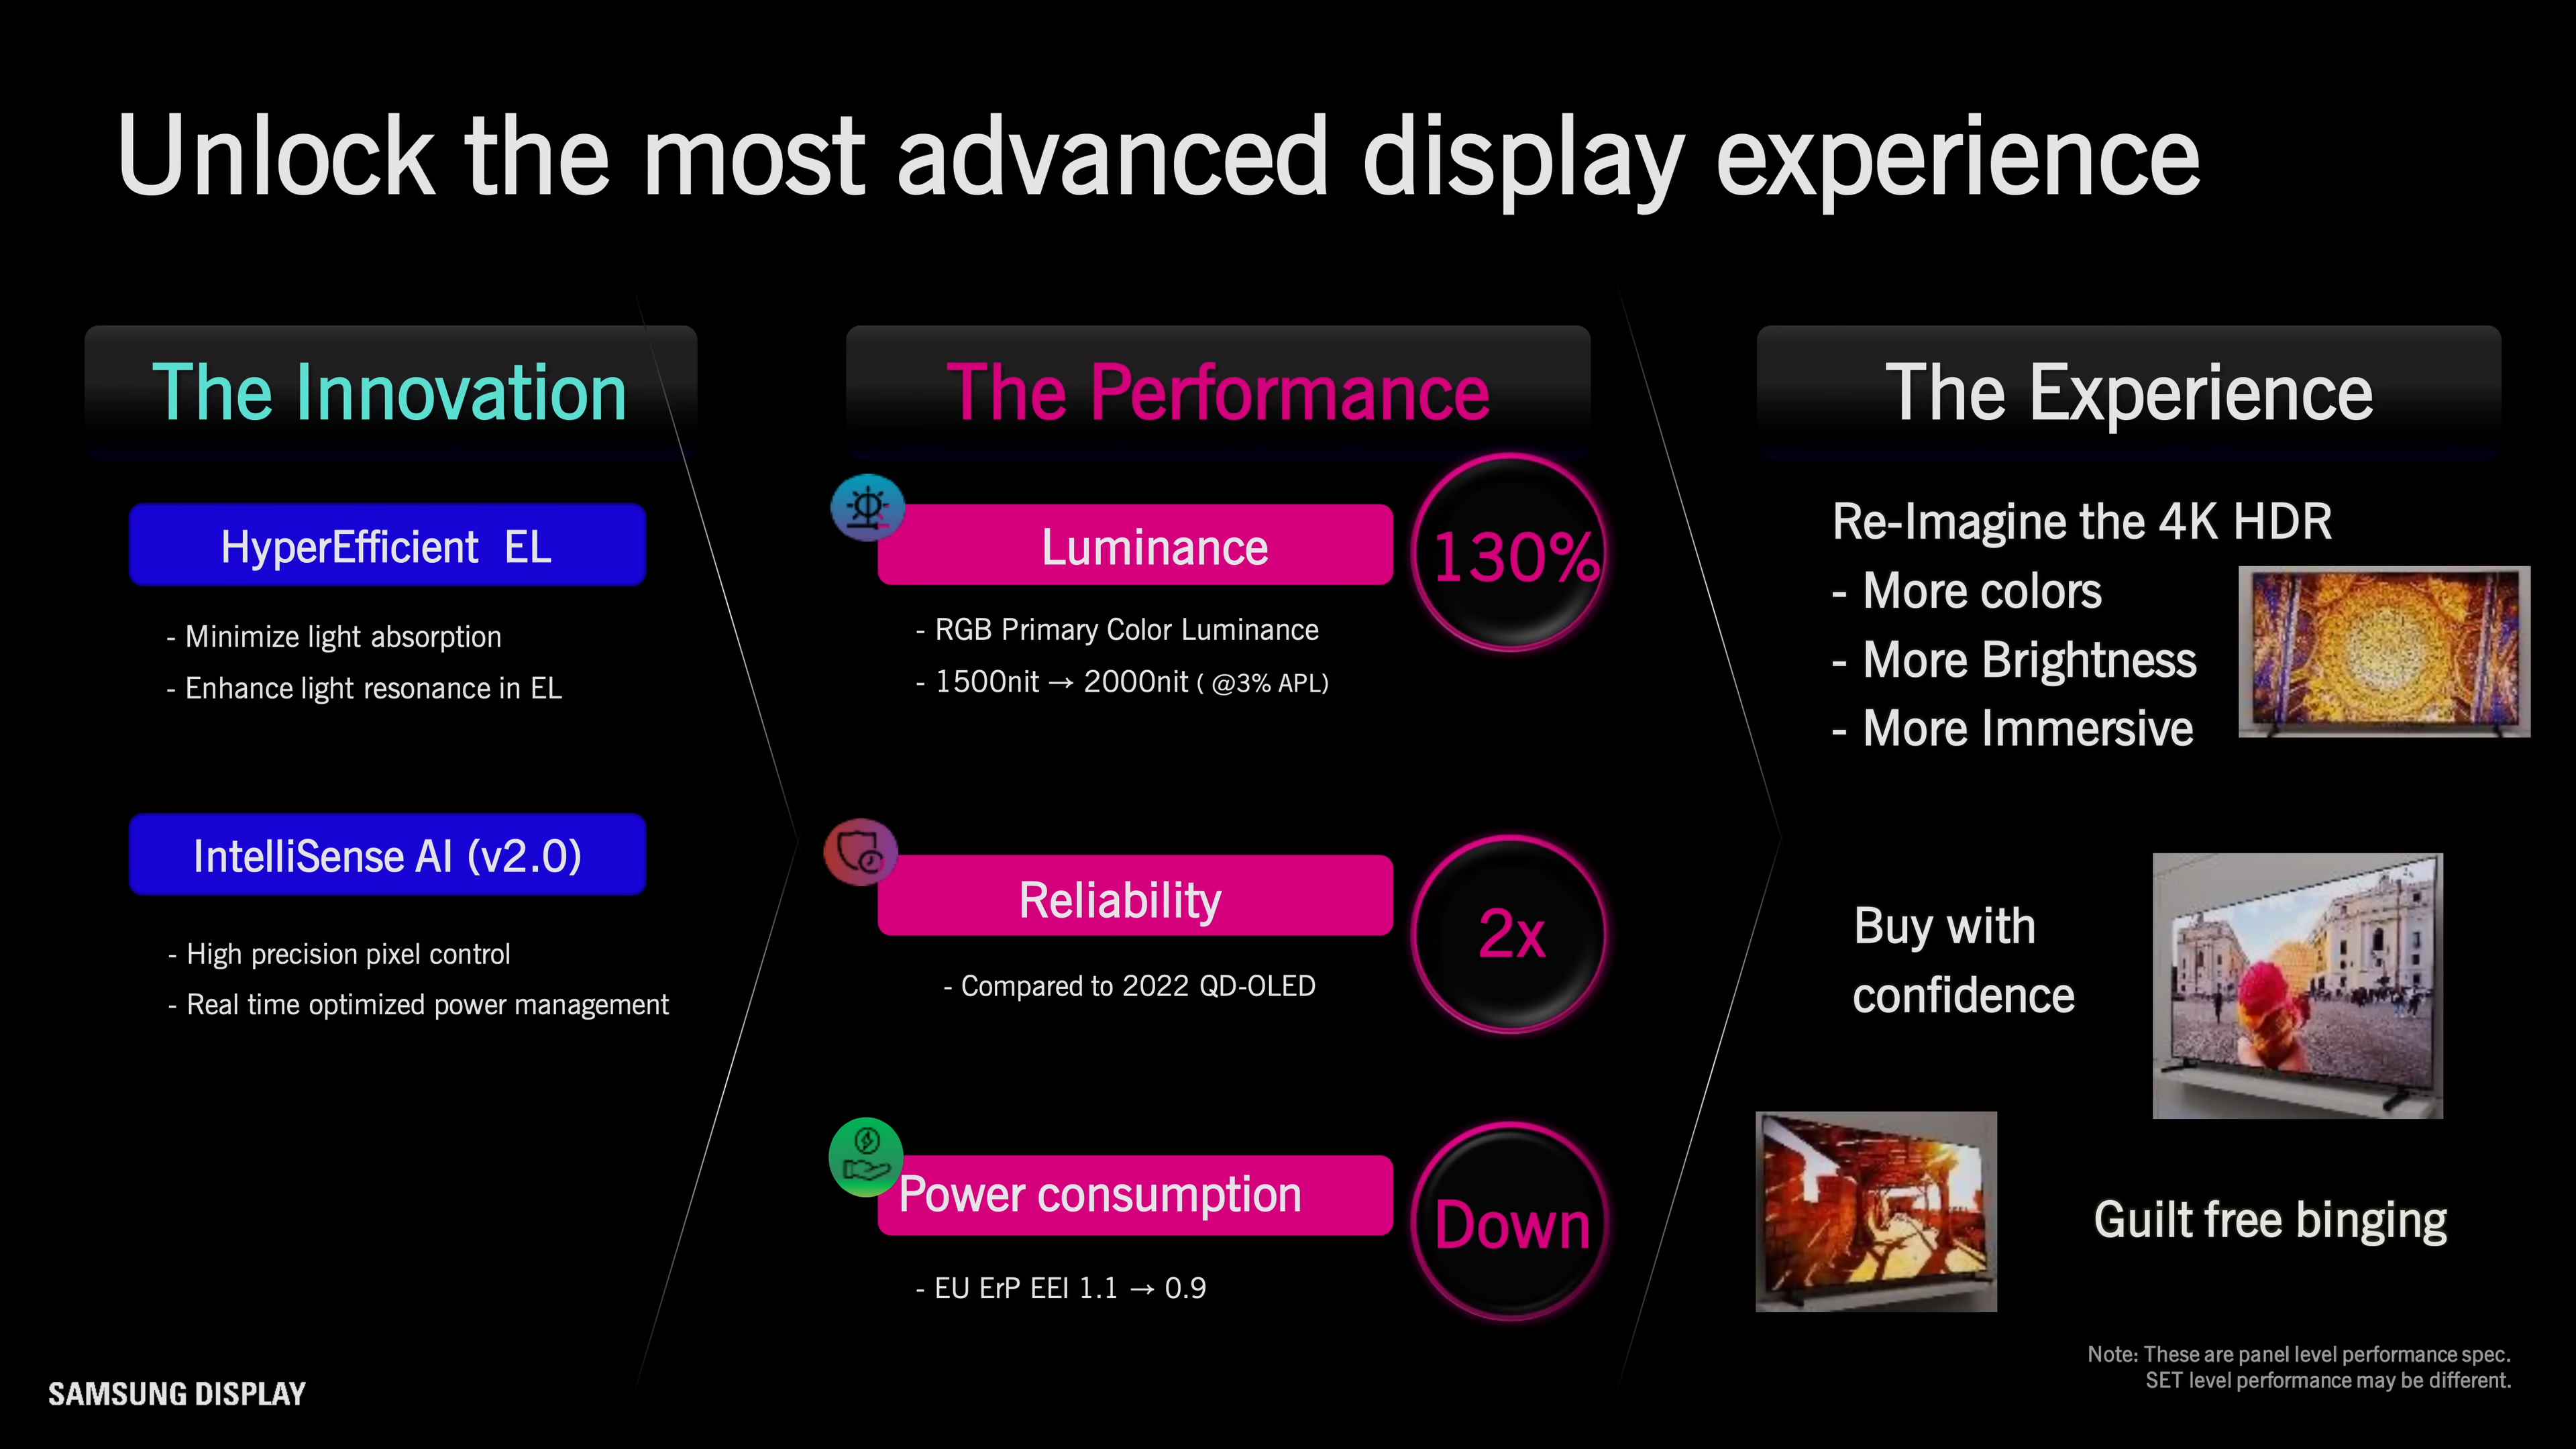 Unlock the most advanced display experience
The Innovation
HyperEfficient EL
- Minimize light absorption
- Enhance light resonance in EL
IntelliSense AI (v2.0)
- High precision pixel control
- Real time optimized power management
The Performance
Luminance
130%
- RGB Primary Color Luminance
- 1500nit → 2000nit ( @3% APL)
Reliability
2x
- Compared to 2022 QD-OLED
Power consumption
Down
- EU ErP EEI 1.1 → 0.9
The Experience
Re-Imagine the 4K HDR
- More colors
- More Brightness
- More Immersive
Buy with
confidence
Guilt free binging
Note: These are panel level performance spec.
SET level performance may be different.
SAMSUNG DISPLAY